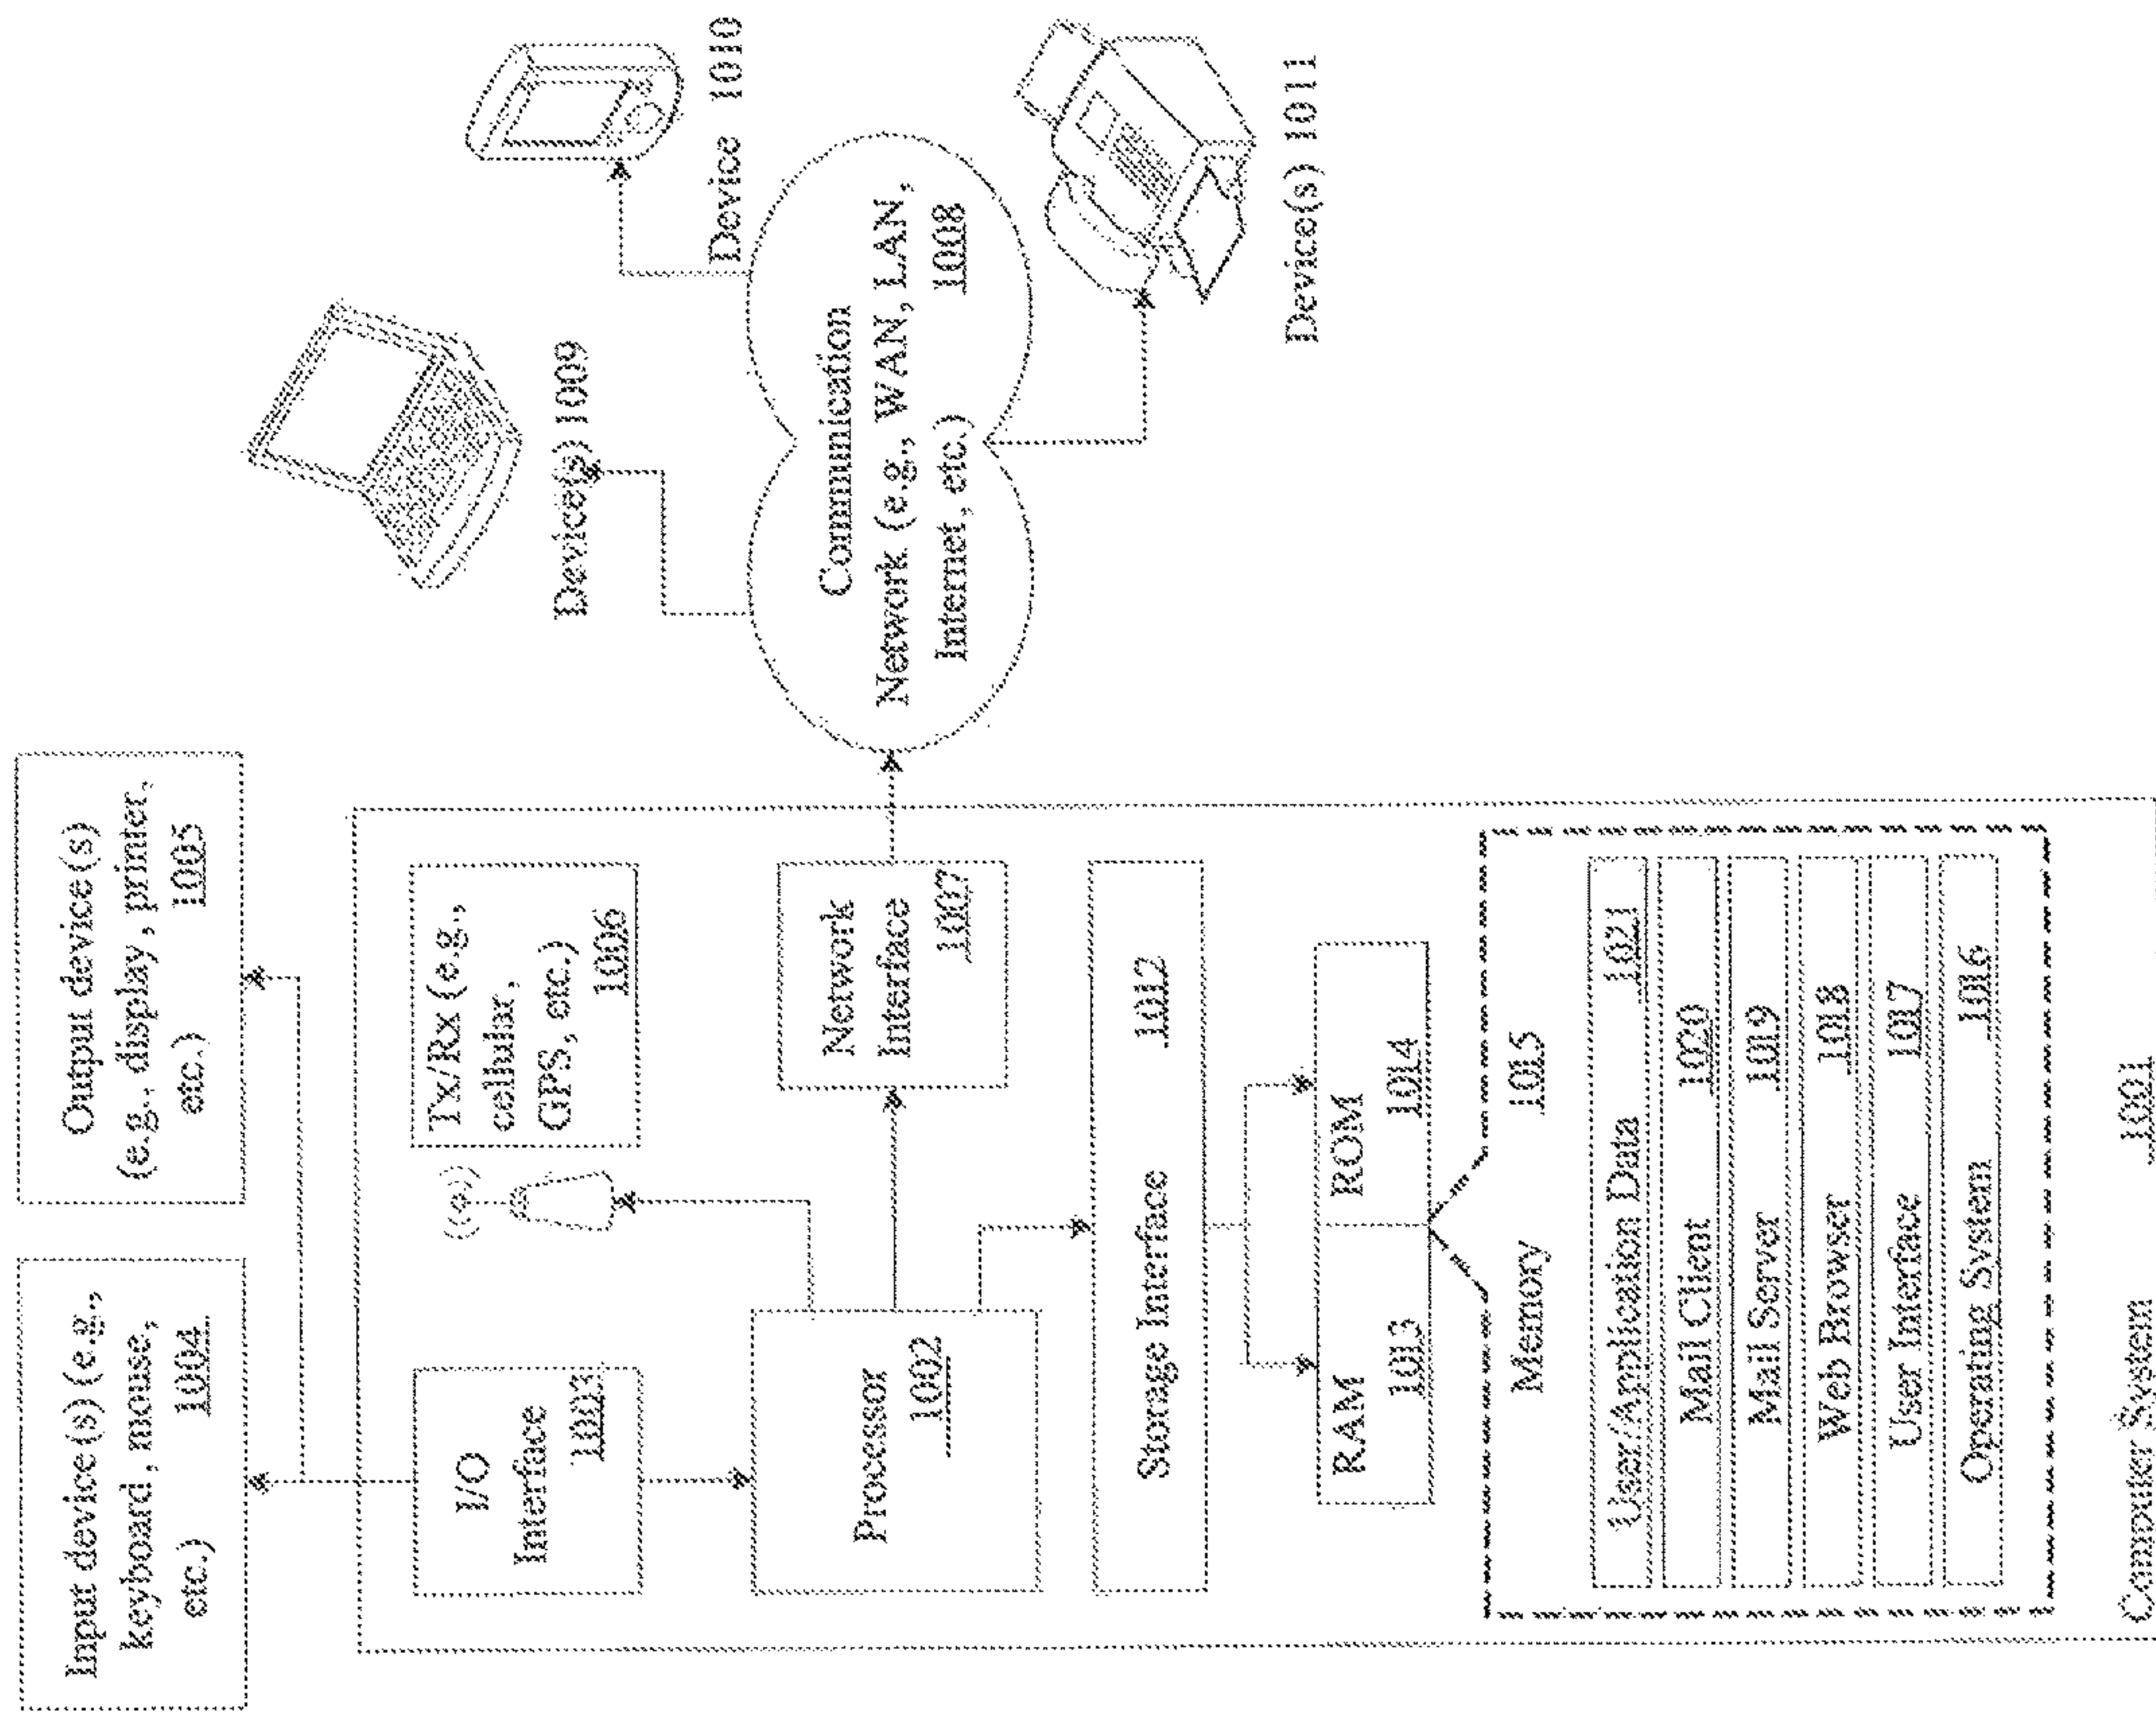 Input device(s) (e.g.,
keyboard, mouse,
etc.) 1004
Output device(s)
(e.g., display, printer,
etc.) 1005
I/O
Interface
1003
Tx/Rx (e.g.,
cellular,
GPS, etc.)
1006
Processor
1002
Network
Interface
1007
Communication
Network (e.g., WAN, LAN,
Internet, etc.) 1008
Device(s) 1009
Device 1010
Device(s) 1011
Storage Interface 1012
RAM
1013
ROM
1014
Memory 1015
User/Application Data 1021
Mail Client 1020
Mail Server 1019
Web Browser 1018
User Interface 1017
Operating System 1016
Computer System 1001